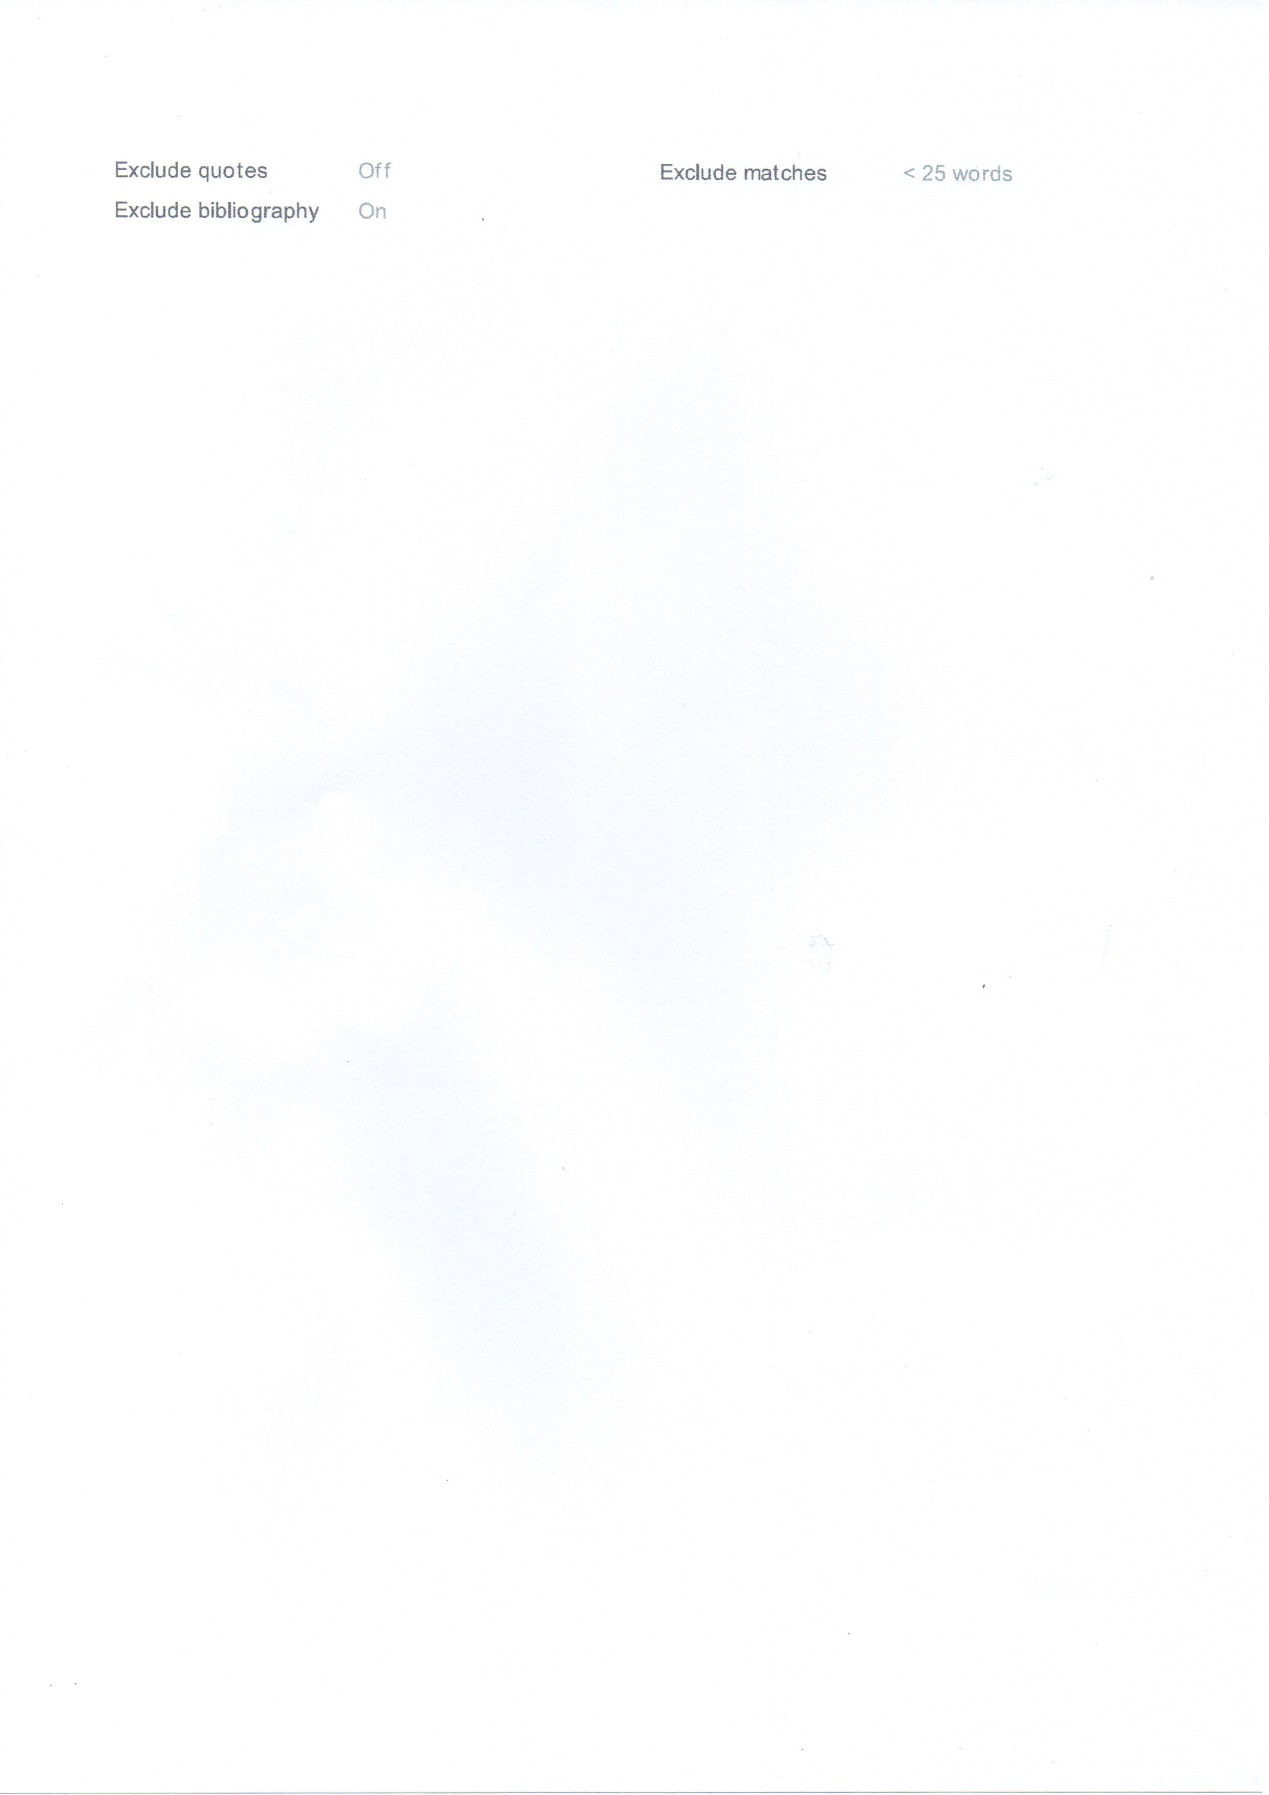 Exclude quotes Off Exclude matches < 25 words
Exclude bibliography On